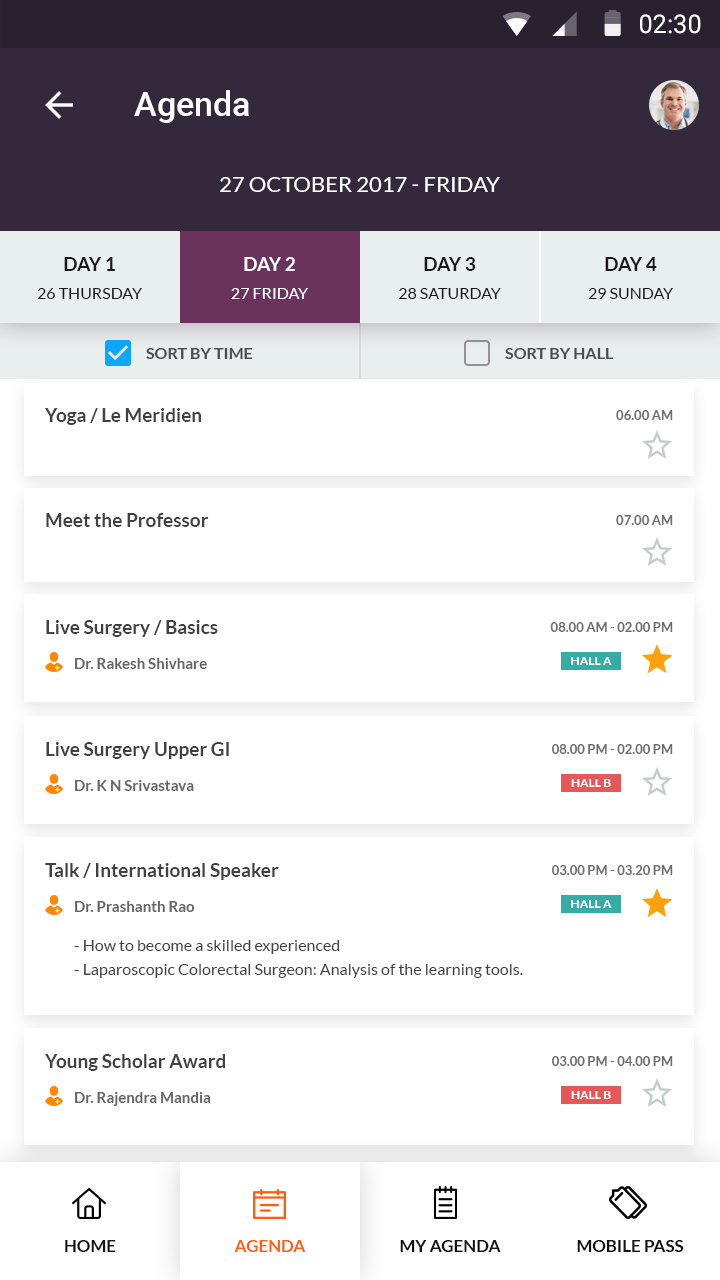 02:30
Agenda
27 OCTOBER 2017 - FRIDAY
DAY 1
26 THURSDAY
DAY 2
27 FRIDAY
DAY 3
28 SATURDAY
DAY 4
29 SUNDAY
SORT BY TIME
SORT BY HALL
Yoga / Le Meridien
06.00 AM
Meet the Professor
07.00 AM
Live Surgery / Basics
08.00 AM - 02.00 PM
Dr. Rakesh Shivhare
HALL A
Live Surgery Upper GI
08.00 PM - 02.00 PM
Dr. K N Srivastava
HALL B
Talk / International Speaker
03.00 PM - 03.20 PM
Dr. Prashanth Rao
HALL A
- How to become a skilled experienced
- Laparoscopic Colorectal Surgeon: Analysis of the learning tools.
Young Scholar Award
03.00 PM - 04.00 PM
Dr. Rajendra Mandia
HALL B
HOME
AGENDA
MY AGENDA
MOBILE PASS